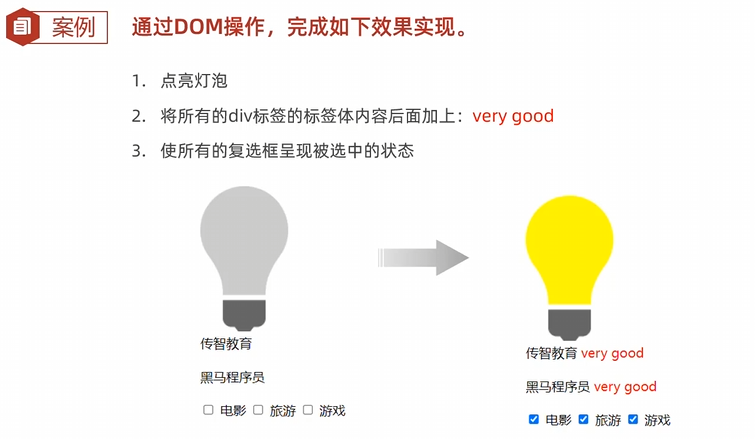 案例
通过DOM操作，完成如下效果实现。
1. 点亮灯泡
2. 将所有的div标签的标签体内容后面加上：very good
3. 使所有的复选框呈现被选中的状态
传智教育
黑马程序员
电影 旅游 游戏
传智教育 very good
黑马程序员 very good
电影 旅游 游戏